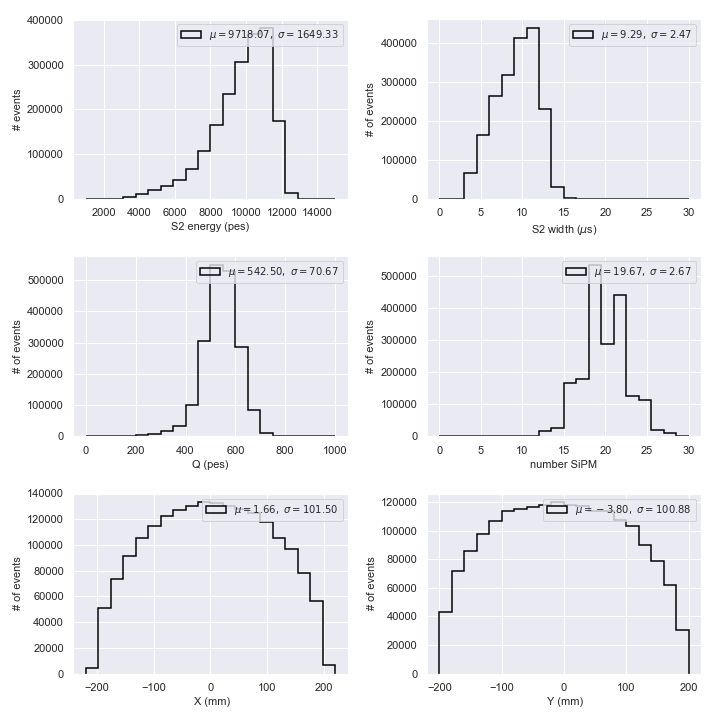 400000
300000
200000
100000
0
# events
μ = 9718.07, σ = 1649.33
2000 4000 6000 8000 10000 12000 14000
S2 energy (pes)
400000
300000
200000
100000
0
# of events
μ = 9.29, σ = 2.47
0 5 10 15 20 25 30
S2 width (μs)
500000
400000
300000
200000
100000
0
# of events
μ = 542.50, σ = 70.67
0 200 400 600 800 1000
Q (pes)
500000
400000
300000
200000
100000
0
# of events
μ = 19.67, σ = 2.67
0 5 10 15 20 25 30
number SiPM
140000
120000
100000
80000
60000
40000
20000
0
# of events
μ = 1.66, σ = 101.50
−200 −100 0 100 200
X (mm)
120000
100000
80000
60000
40000
20000
0
# of events
μ = −3.80, σ = 100.88
−200 −100 0 100 200
Y (mm)